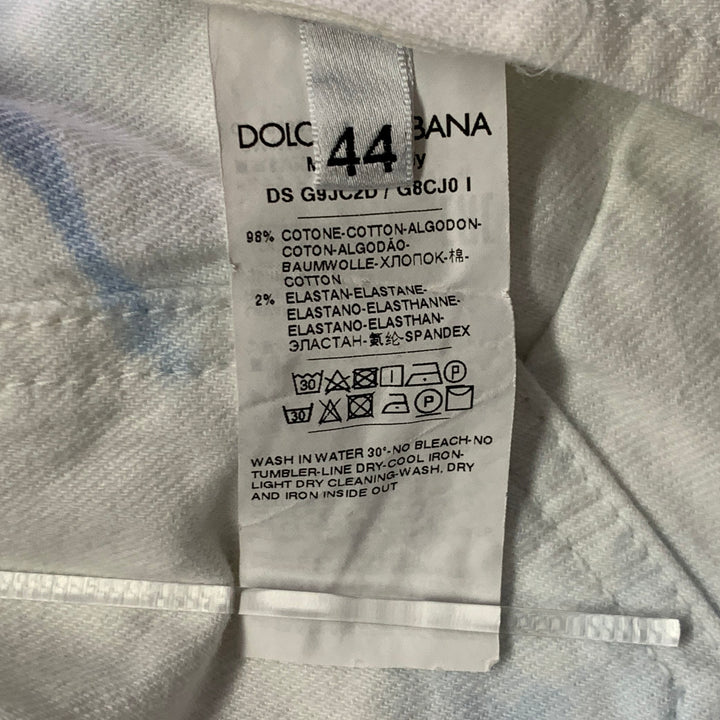 DOLC BANA
44
M y
DS G9JC2D / G8CJ0 I
98% COTONE-COTTON-ALGODON-
COTON-ALGODÃO-
BAUMWOLLE-ХЛОПОК-棉-
COTTON
2% ELASTAN-ELASTANE-
ELASTANO-ELASTHANNE-
ELASTANO-ELASTHAN-
ЭЛАСТАН-氨纶-SPANDEX
30 P
30 P
WASH IN WATER 30°-NO BLEACH-NO
TUMBLER-LINE DRY-COOL IRON-
LIGHT DRY CLEANING-WASH, DRY
AND IRON INSIDE OUT